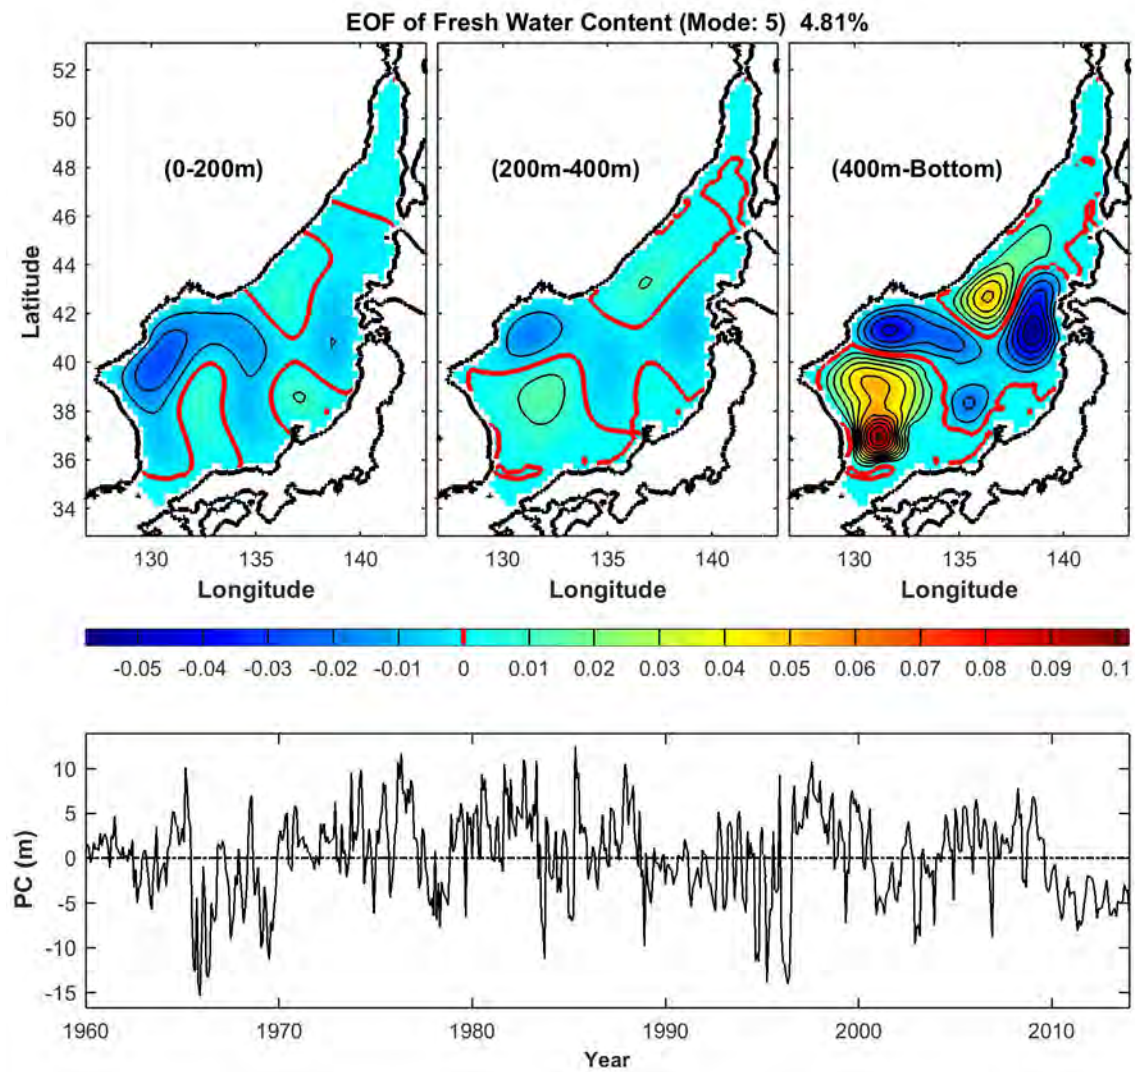 EOF of Fresh Water Content (Mode: 5) 4.81%
52
50
48
46
44
42
40
38
36
34
Latitude
(0-200m)
(200m-400m)
(400m-Bottom)
130 135 140
130 135 140
130 135 140
Longitude
Longitude
Longitude
-0.05 -0.04 -0.03 -0.02 -0.01 0 0.01 0.02 0.03 0.04 0.05 0.06 0.07 0.08 0.09 0.1
10
5
0
-5
-10
-15
PC (m)
1960 1970 1980 1990 2000 2010
Year